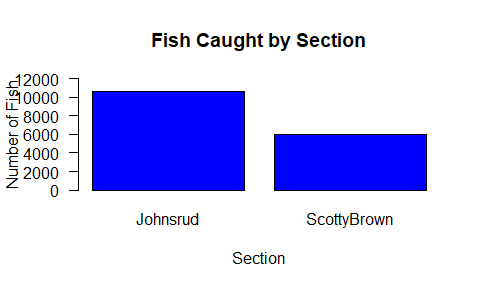 Fish Caught by Section
Number of Fish
12000
10000
8000
6000
4000
2000
0
Johnsrud ScottyBrown
Section